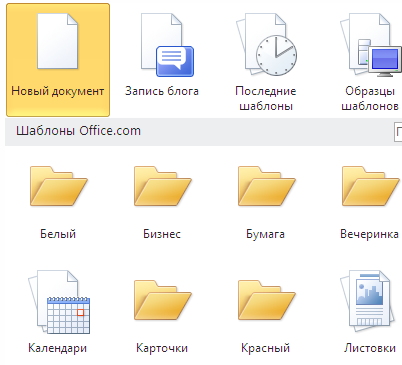 Новый документ Запись блога Последние шаблоны Образцы шаблонов
Шаблоны Office.com П
Белый Бизнес Бумага Вечеринка
Календари Карточки Красный Листовки